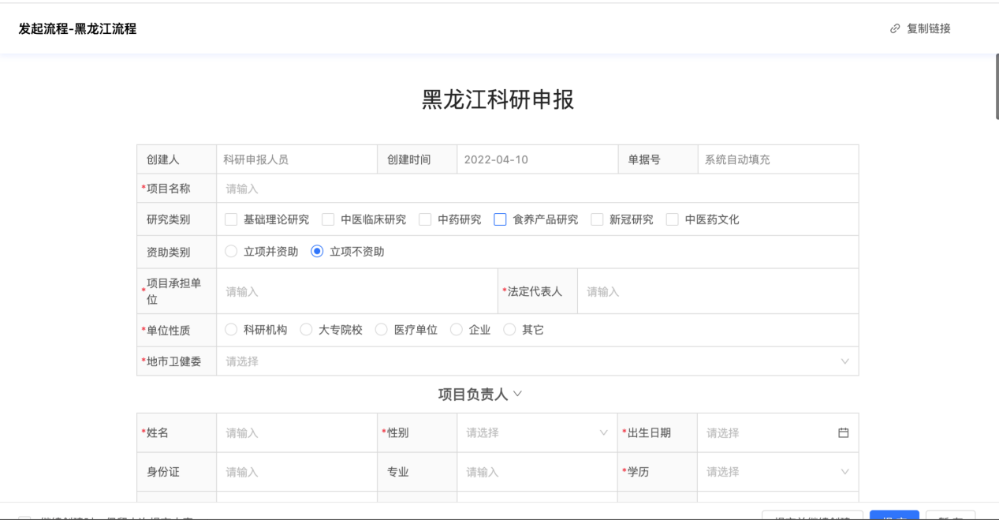 发起流程-黑龙江流程 复制链接
黑龙江科研申报
创建人 科研申报人员 创建时间 2022-04-10 单据号 系统自动填充
*项目名称 请输入
研究类别 基础理论研究 中医临床研究 中药研究 食养产品研究 新冠研究 中医药文化
资助类别 立项并资助 立项不资助
*项目承担单位 请输入 *法定代表人 请输入
*单位性质 科研机构 大专院校 医疗单位 企业 其它
*地市卫健委 请选择
项目负责人
*姓名 请输入 *性别 请选择 *出生日期 请选择
身份证 请输入 专业 请输入 *学历 请选择